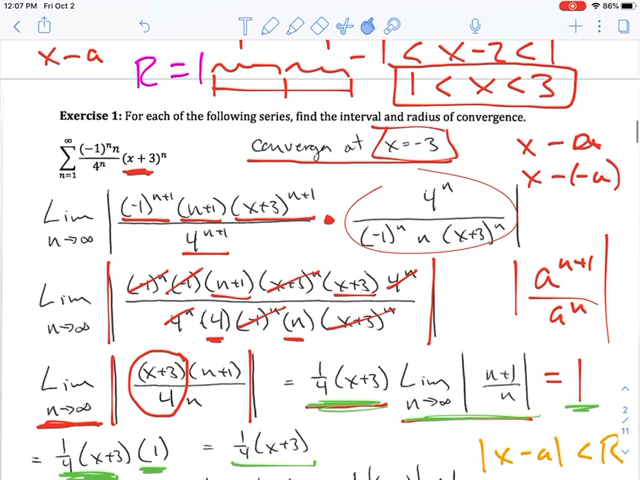 12:07 PM Fri Oct 2
x-a
R=1
-1 < x-2 < 1
1 < x < 3
Exercise 1: For each of the following series, find the interval and radius of convergence.
∞ ∑ n=1 (-1)^n n / 4^n (x+3)^n
converges at x=-3
x-a
x-(-a)
Lim n→∞ | (-1)^{n+1} (n+1) (x+3)^{n+1} / 4^{n+1} • 4^n / (-1)^n n (x+3)^n |
Lim n→∞ | (-1)^n (-1) (n+1) (x+3)^n (x+3) 4^n / 4^n (4) (-1)^n (n) (x+3)^n |
| a^{n+1} / a^n |
Lim n→∞ | (x+3)(n+1) / 4n | = 1/4 (x+3) Lim n→∞ | n+1 / n | = 1
= 1/4 (x+3) (1) = 1/4 (x+3)
|x-a| < R
2 / 11